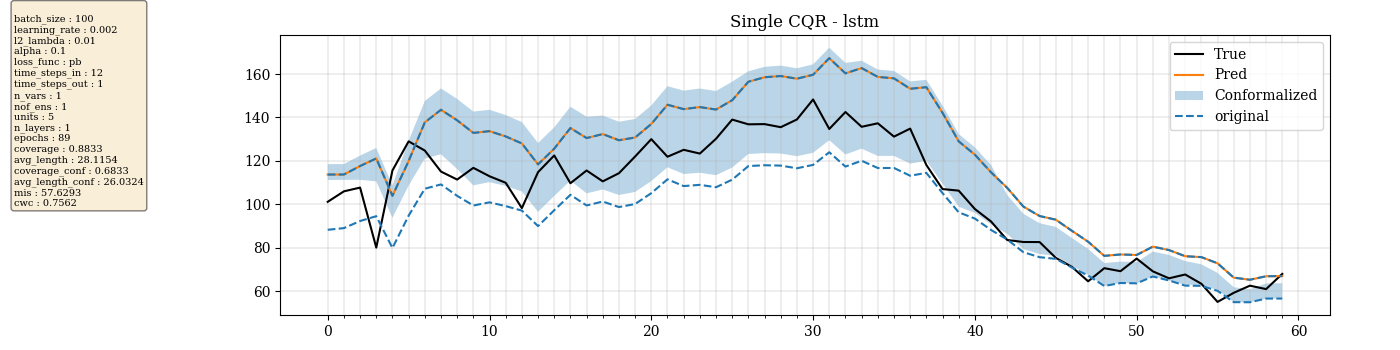 batch_size : 100
learning_rate : 0.002
l2_lambda : 0.01
alpha : 0.1
loss_func : pb
time_steps_in : 12
time_steps_out : 1
n_vars : 1
nof_ens : 1
units : 5
n_layers : 1
epochs : 89
coverage : 0.8833
avg_length : 28.1154
coverage_conf : 0.6833
avg_length_conf : 26.0324
mis : 57.6293
cwc : 0.7562
Single CQR - lstm
True
Pred
Conformalized
original
160
140
120
100
80
60
0 10 20 30 40 50 60